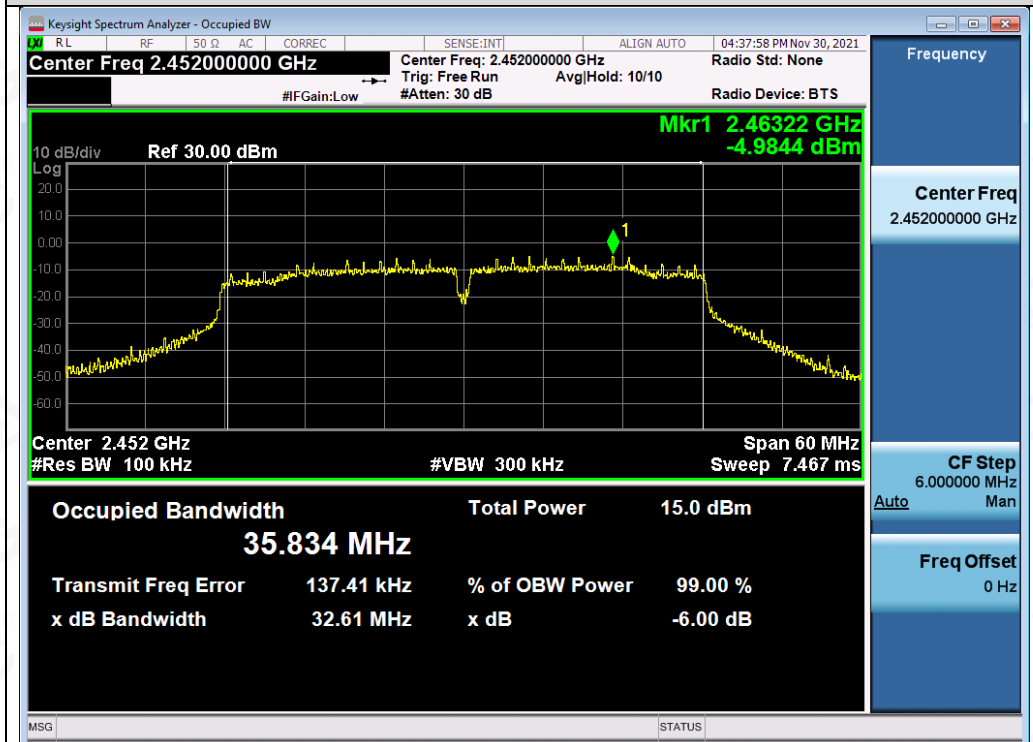 Keysight Spectrum Analyzer - Occupied BW
LXI RL RF 50 Ω AC CORREC SENSE:INT ALIGN AUTO 04:37:58 PM Nov 30, 2021
Center Freq 2.452000000 GHz
Center Freq: 2.452000000 GHz
Radio Std: None
Trig: Free Run Avg|Hold: 10/10
#IFGain:Low
#Atten: 30 dB
Radio Device: BTS
Mkr1 2.46322 GHz
-4.9844 dBm
10 dB/div Ref 30.00 dBm
Log
20.0
10.0
0.00
-10.0
-20.0
-30.0
-40.0
-50.0
-60.0
1
Center 2.452 GHz Span 60 MHz
#Res BW 100 kHz #VBW 300 kHz Sweep 7.467 ms
Occupied Bandwidth Total Power 15.0 dBm
35.834 MHz
Transmit Freq Error 137.41 kHz % of OBW Power 99.00 %
x dB Bandwidth 32.61 MHz x dB -6.00 dB
MSG STATUS
Frequency
Center Freq
2.452000000 GHz
CF Step
6.000000 MHz
Auto Man
Freq Offset
0 Hz